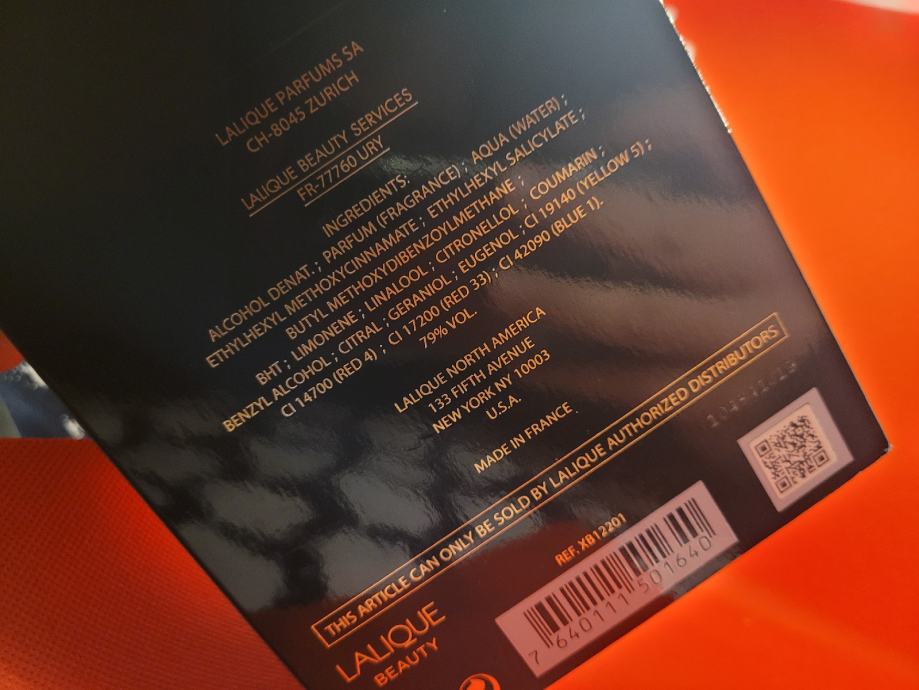 LALIQUE PARFUMS SA
CH-8045 ZURICH
LALIQUE BEAUTY SERVICES
FR-77760 URY
INGREDIENTS:
ALCOHOL DENAT. ; PARFUM (FRAGRANCE) ; AQUA (WATER) ;
ETHYLHEXYL METHOXYCINNAMATE ; ETHYLHEXYL SALICYLATE ;
BUTYL METHOXYDIBENZOYLMETHANE ;
BHT ; LIMONENE ; LINALOOL ; CITRONELLOL ; COUMARIN ;
BENZYL ALCOHOL ; CITRAL ; GERANIOL ; EUGENOL ; CI 19140 (YELLOW 5) ;
CI 14700 (RED 4) ; CI 17200 (RED 33) ; CI 42090 (BLUE 1).
79% VOL.
LALIQUE NORTH AMERICA
133 FIFTH AVENUE
NEW YORK NY 10003
U.S.A.
MADE IN FRANCE
THIS ARTICLE CAN ONLY BE SOLD BY LALIQUE AUTHORIZED DISTRIBUTORS
REF. XB12201
7 640111 501640
LALIQUE
BEAUTY